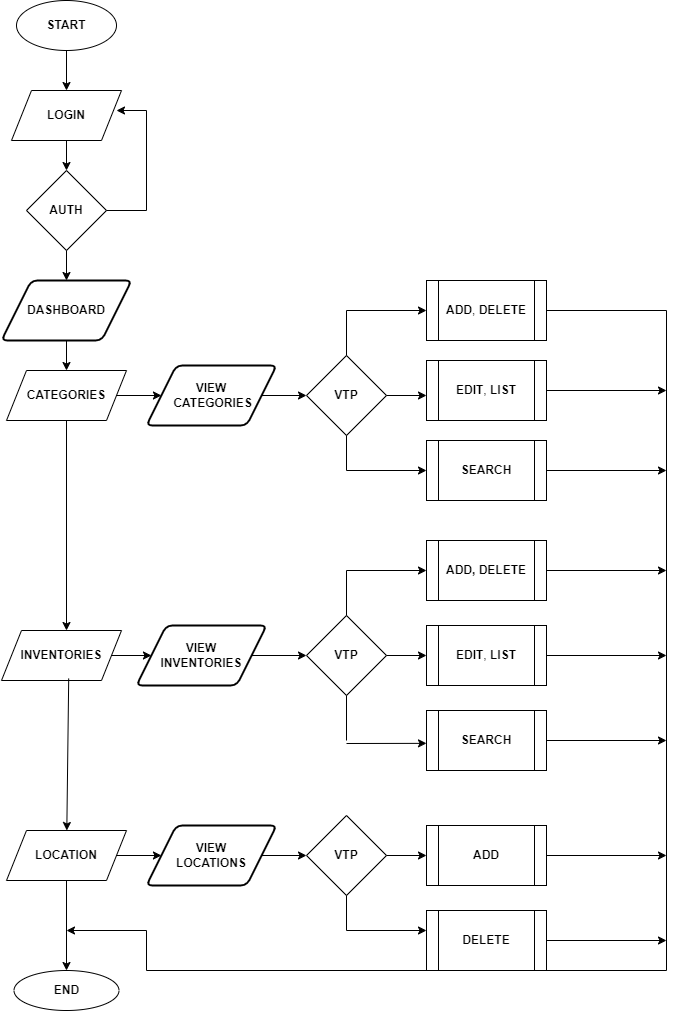 START
LOGIN
AUTH
DASHBOARD
ADD, DELETE
CATEGORIES
VIEW
CATEGORIES
VTP
EDIT, LIST
SEARCH
ADD, DELETE
INVENTORIES
VIEW
INVENTORIES
VTP
EDIT, LIST
SEARCH
LOCATION
VIEW
LOCATIONS
VTP
ADD
DELETE
END